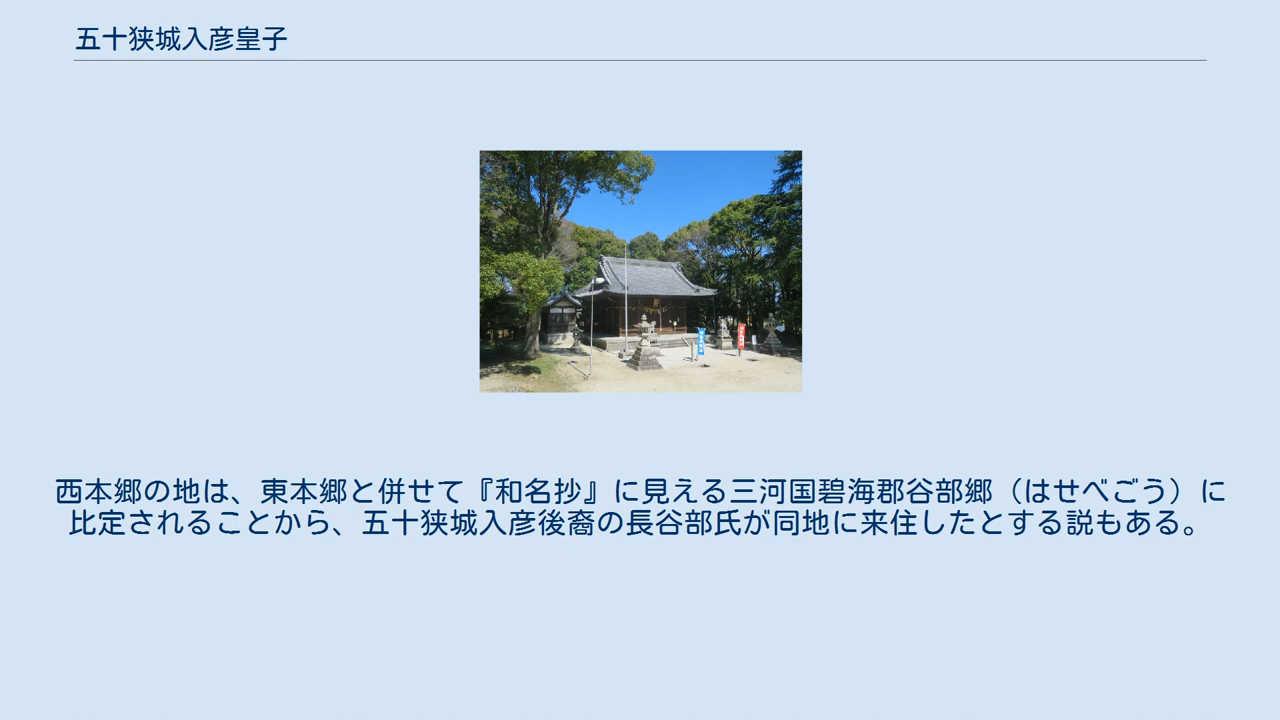 五十狭城入彦皇子
西本郷の地は、東本郷と併せて『和名抄』に見える三河国碧海郡谷部郷（はせべごう）に
比定されることから、五十狭城入彦後裔の長谷部氏が同地に来住したとする説もある。